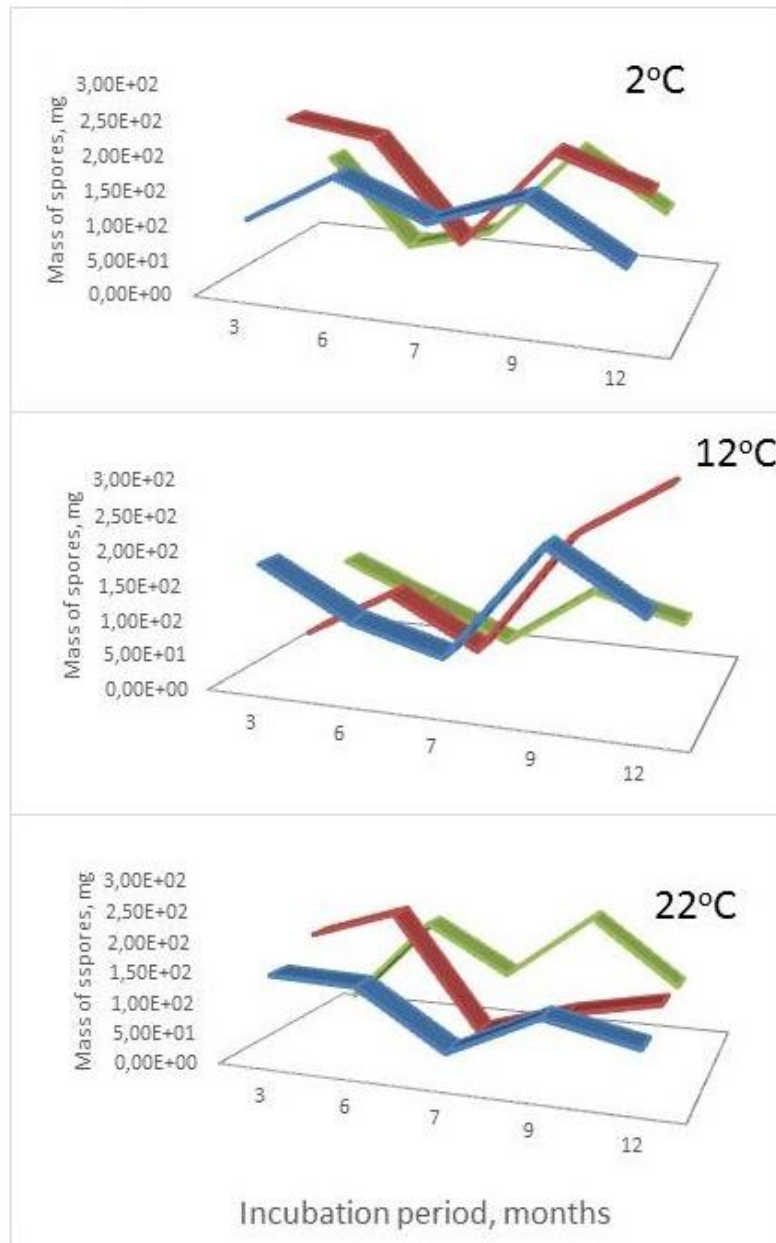 2°C
Mass of spores, mg
3,00E+02
2,50E+02
2,00E+02
1,50E+02
1,00E+02
5,00E+01
0,00E+00
3 6 7 9 12
12°C
Mass of spores, mg
3,00E+02
2,50E+02
2,00E+02
1,50E+02
1,00E+02
5,00E+01
0,00E+00
3 6 7 9 12
22°C
Mass of sspores, mg
3,00E+02
2,50E+02
2,00E+02
1,50E+02
1,00E+02
5,00E+01
0,00E+00
3 6 7 9 12
Incubation period, months